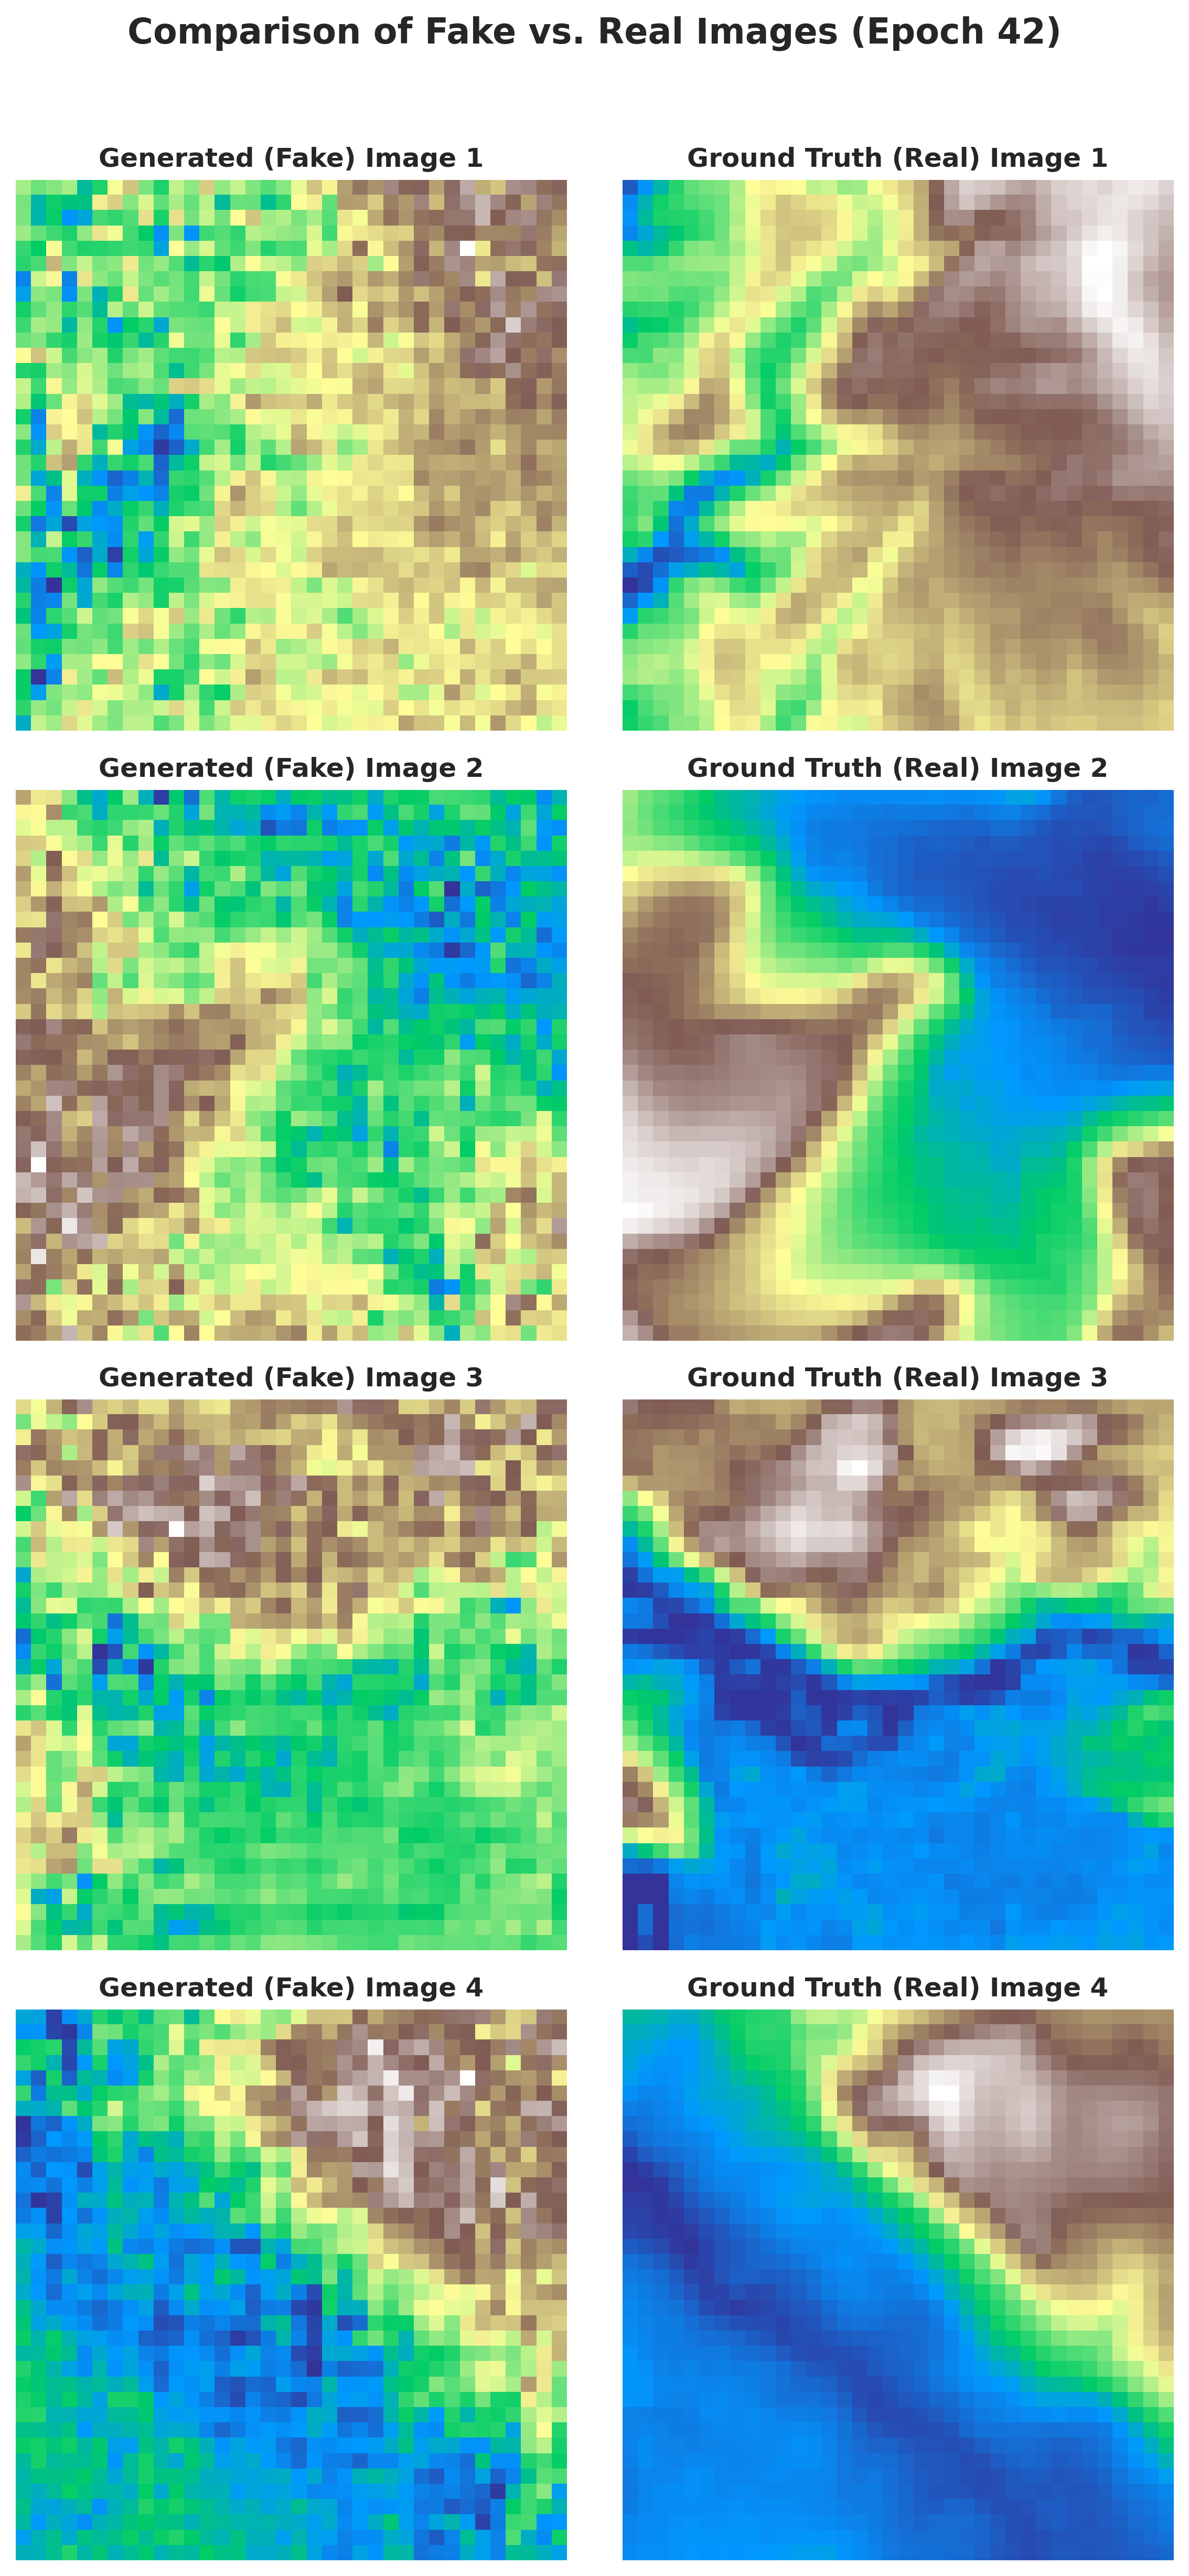 Comparison of Fake vs. Real Images (Epoch 42)
Generated (Fake) Image 1
Ground Truth (Real) Image 1
Generated (Fake) Image 2
Ground Truth (Real) Image 2
Generated (Fake) Image 3
Ground Truth (Real) Image 3
Generated (Fake) Image 4
Ground Truth (Real) Image 4